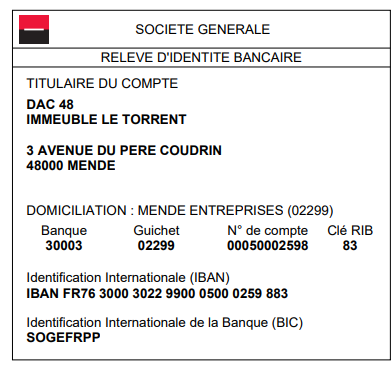 SOCIETE GENERALE
RELEVE D'IDENTITE BANCAIRE
TITULAIRE DU COMPTE
DAC 48
IMMEUBLE LE TORRENT
3 AVENUE DU PERE COUDRIN
48000 MENDE
DOMICILIATION : MENDE ENTREPRISES (02299)
Banque Guichet N° de compte Clé RIB
30003 02299 00050002598 83
Identification Internationale (IBAN)
IBAN FR76 3000 3022 9900 0500 0259 883
Identification Internationale de la Banque (BIC)
SOGEFRPP